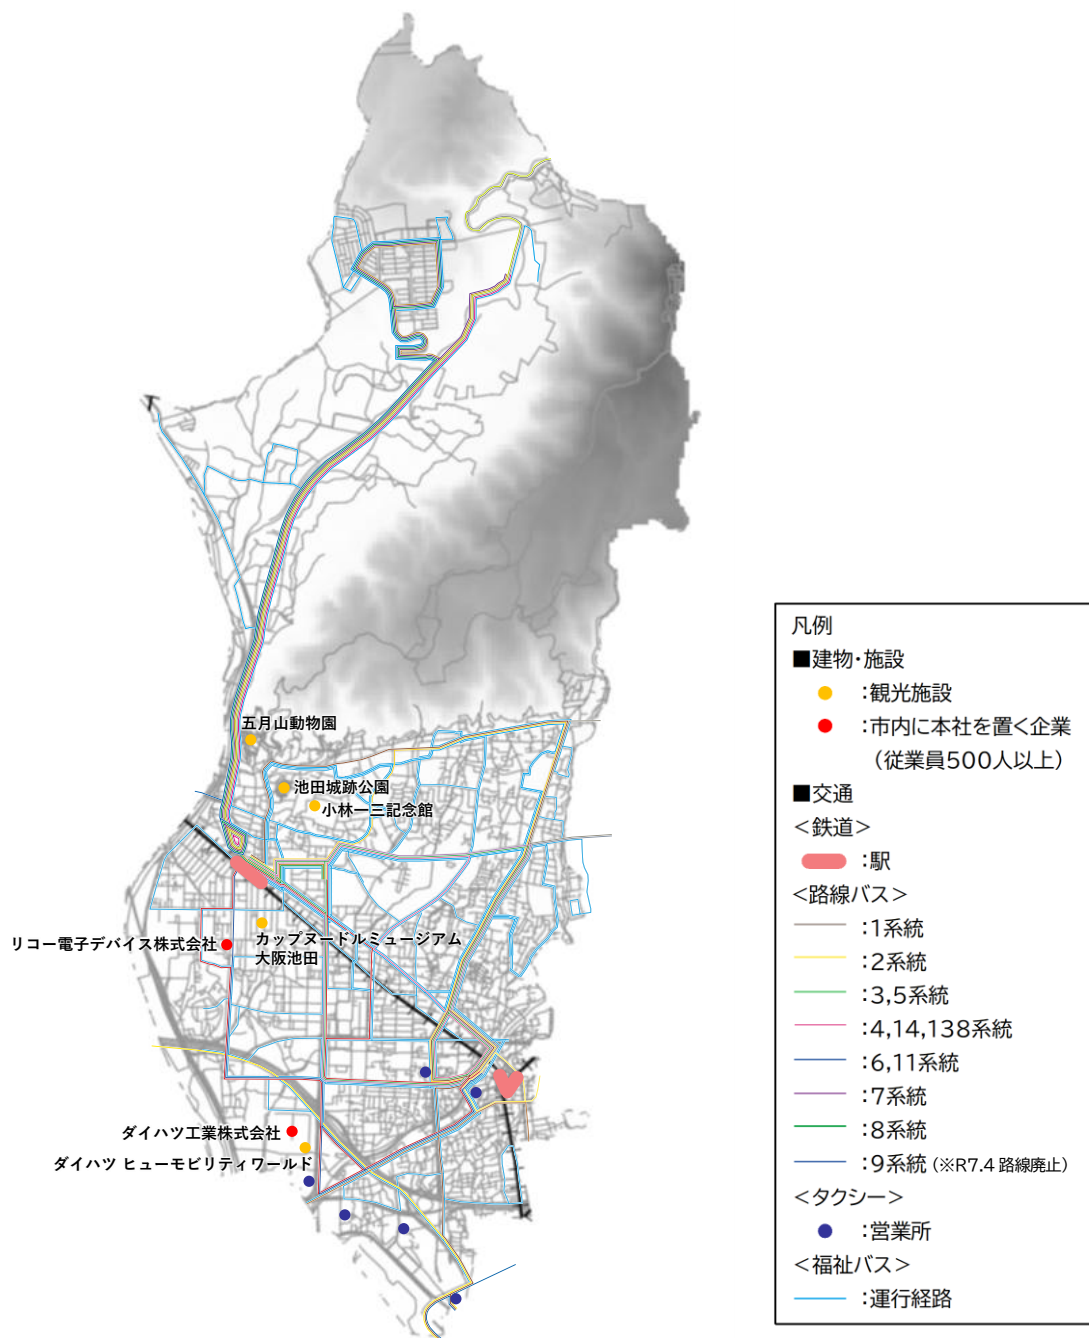 五月山動物園
池田城跡公園
小林一三記念館
リコー電子デバイス株式会社
カップヌードルミュージアム
大阪池田
ダイハツ工業株式会社
ダイハツ ヒューモビリティワールド
凡例
■建物・施設
：観光施設
：市内に本社を置く企業
（従業員500人以上）
■交通
＜鉄道＞
：駅
＜路線バス＞
：1系統
：2系統
：3,5系統
：4,14,138系統
：6,11系統
：7系統
：8系統
：9系統（※R7.4 路線廃止）
＜タクシー＞
：営業所
＜福祉バス＞
：運行経路